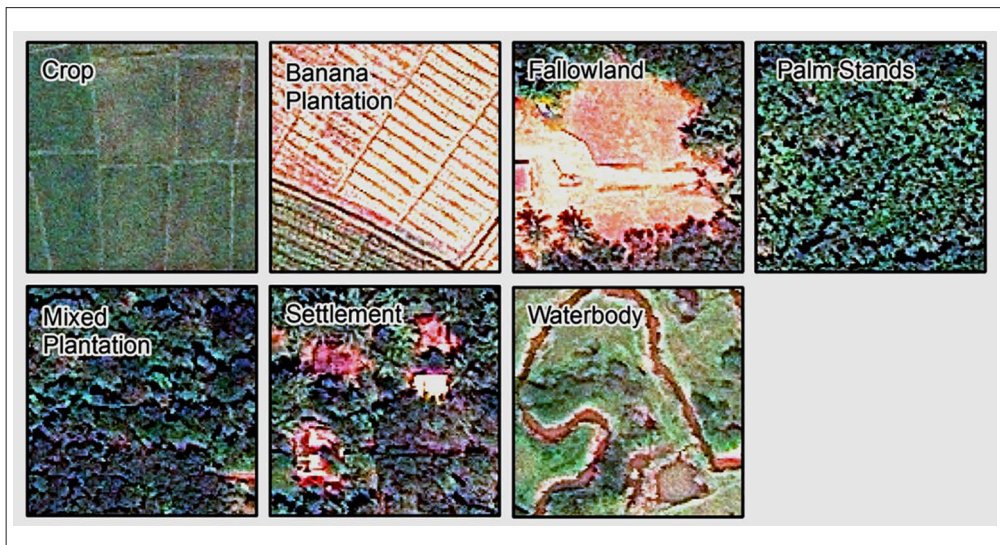 Crop
Banana
Plantation
Fallowland
Palm Stands
Mixed
Plantation
Settlement
Waterbody